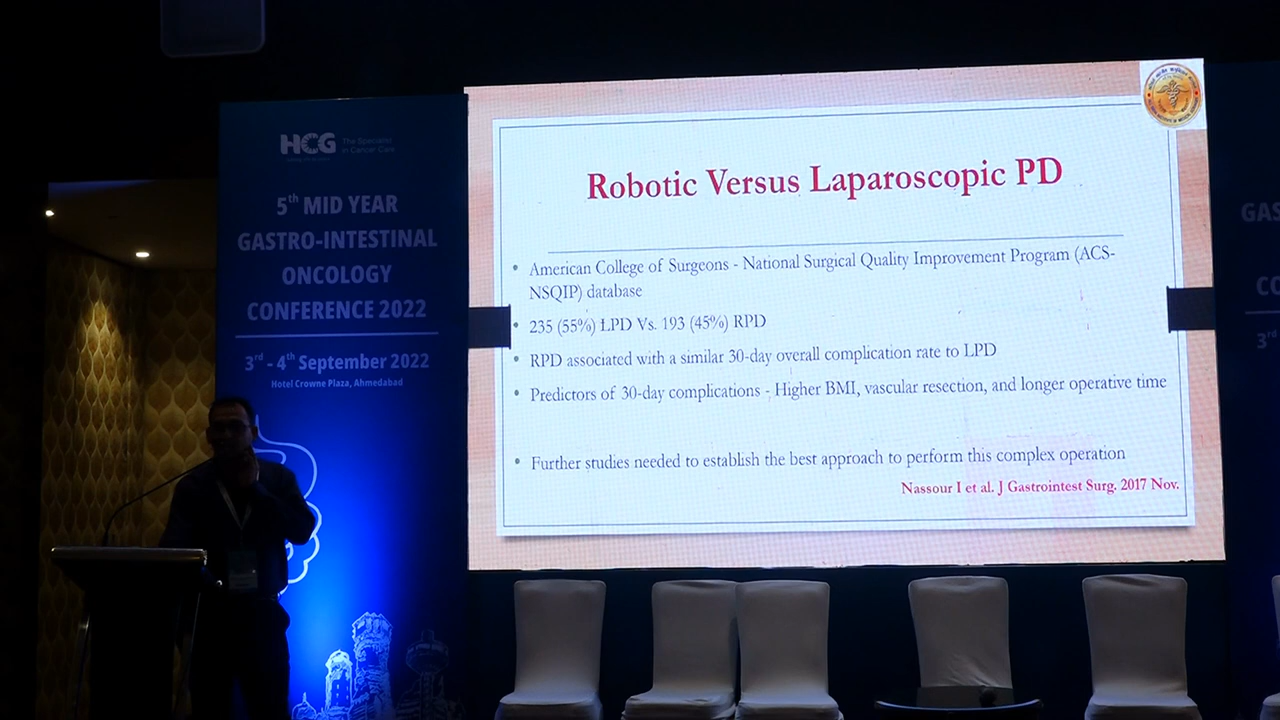 HCG The Specialist
in Cancer Care
5th MID YEAR
GASTRO-INTESTINAL
ONCOLOGY
CONFERENCE 2022
3rd - 4th September 2022
Hotel Crowne Plaza, Ahmedabad
Robotic Versus Laparoscopic PD
• American College of Surgeons - National Surgical Quality Improvement Program (ACS-
NSQIP) database
• 235 (55%) LPD Vs. 193 (45%) RPD
• RPD associated with a similar 30-day overall complication rate to LPD
• Predictors of 30-day complications - Higher BMI, vascular resection, and longer operative time
• Further studies needed to establish the best approach to perform this complex operation
Nassour I et al. J Gastrointest Surg. 2017 Nov.
GAS
CO
3rd